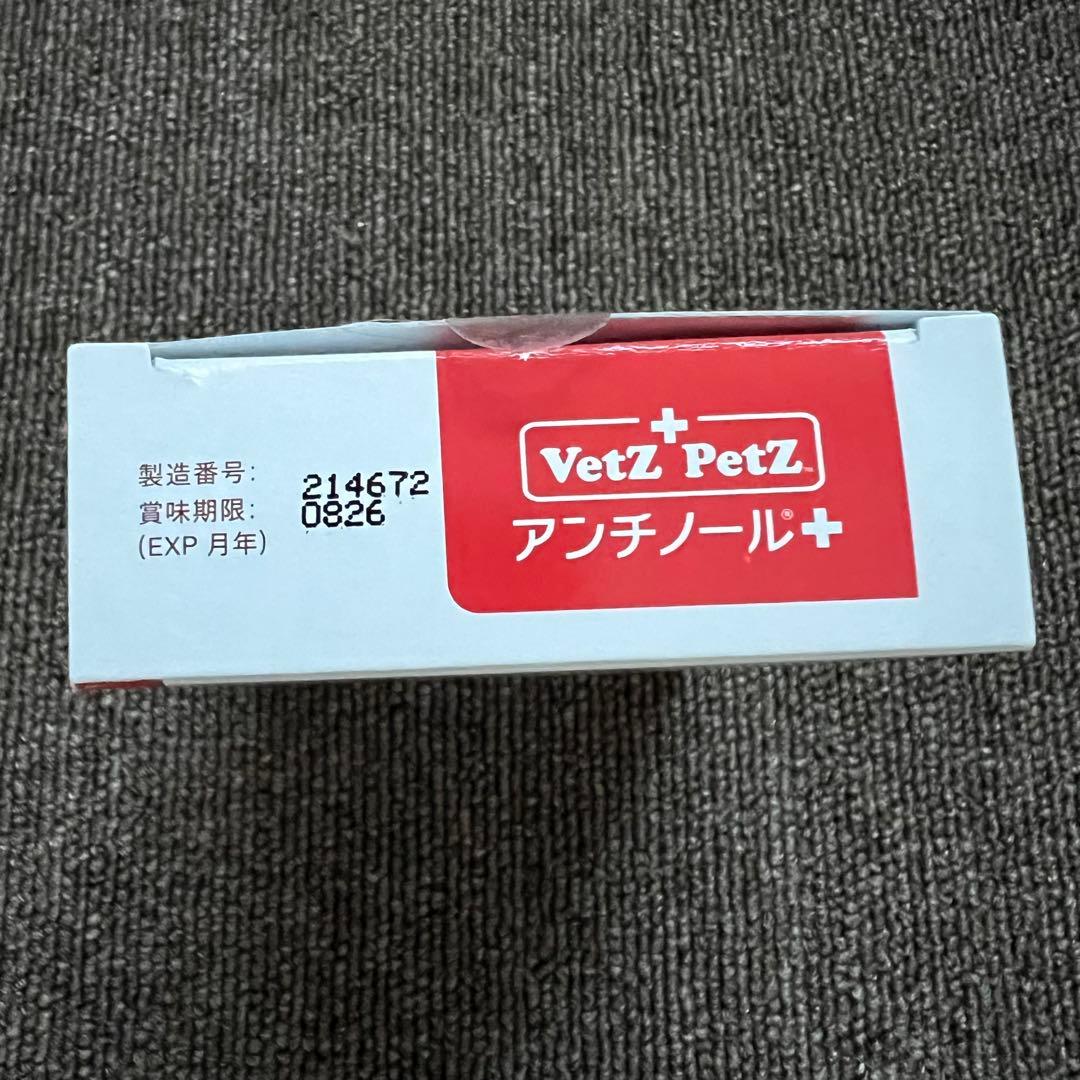 製造番号: 214672
賞味期限: 0826
(EXP 月年)
VetZ PetZ™
アンチノール®+